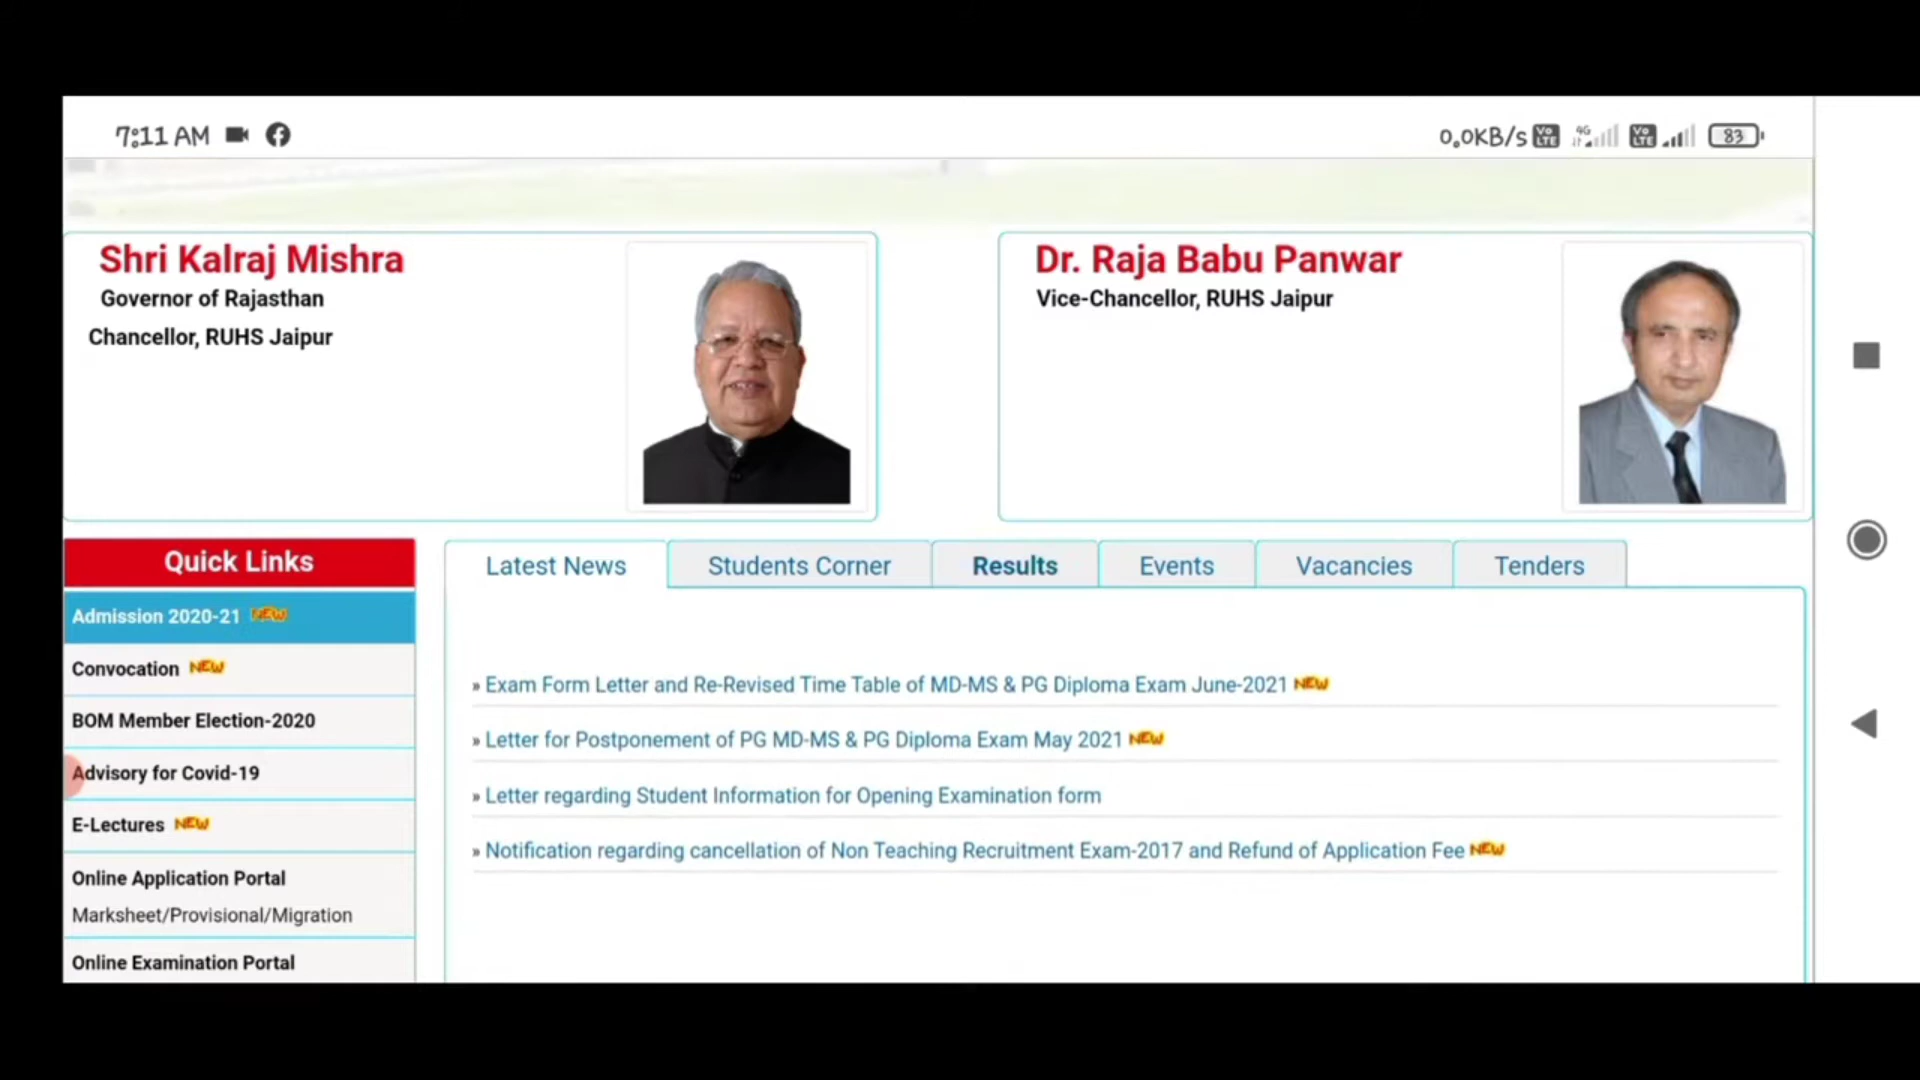 7:11 AM
0.0KB/S Vo LTE 4G Vo LTE 83
Shri Kalraj Mishra
Governor of Rajasthan
Chancellor, RUHS Jaipur
Dr. Raja Babu Panwar
Vice-Chancellor, RUHS Jaipur
Quick Links
Admission 2020-21 NEW
Convocation NEW
BOM Member Election-2020
Advisory for Covid-19
E-Lectures NEW
Online Application Portal
Marksheet/Provisional/Migration
Online Examination Portal
Latest News Students Corner Results Events Vacancies Tenders
» Exam Form Letter and Re-Revised Time Table of MD-MS & PG Diploma Exam June-2021 NEW
» Letter for Postponement of PG MD-MS & PG Diploma Exam May 2021 NEW
» Letter regarding Student Information for Opening Examination form
» Notification regarding cancellation of Non Teaching Recruitment Exam-2017 and Refund of Application Fee NEW